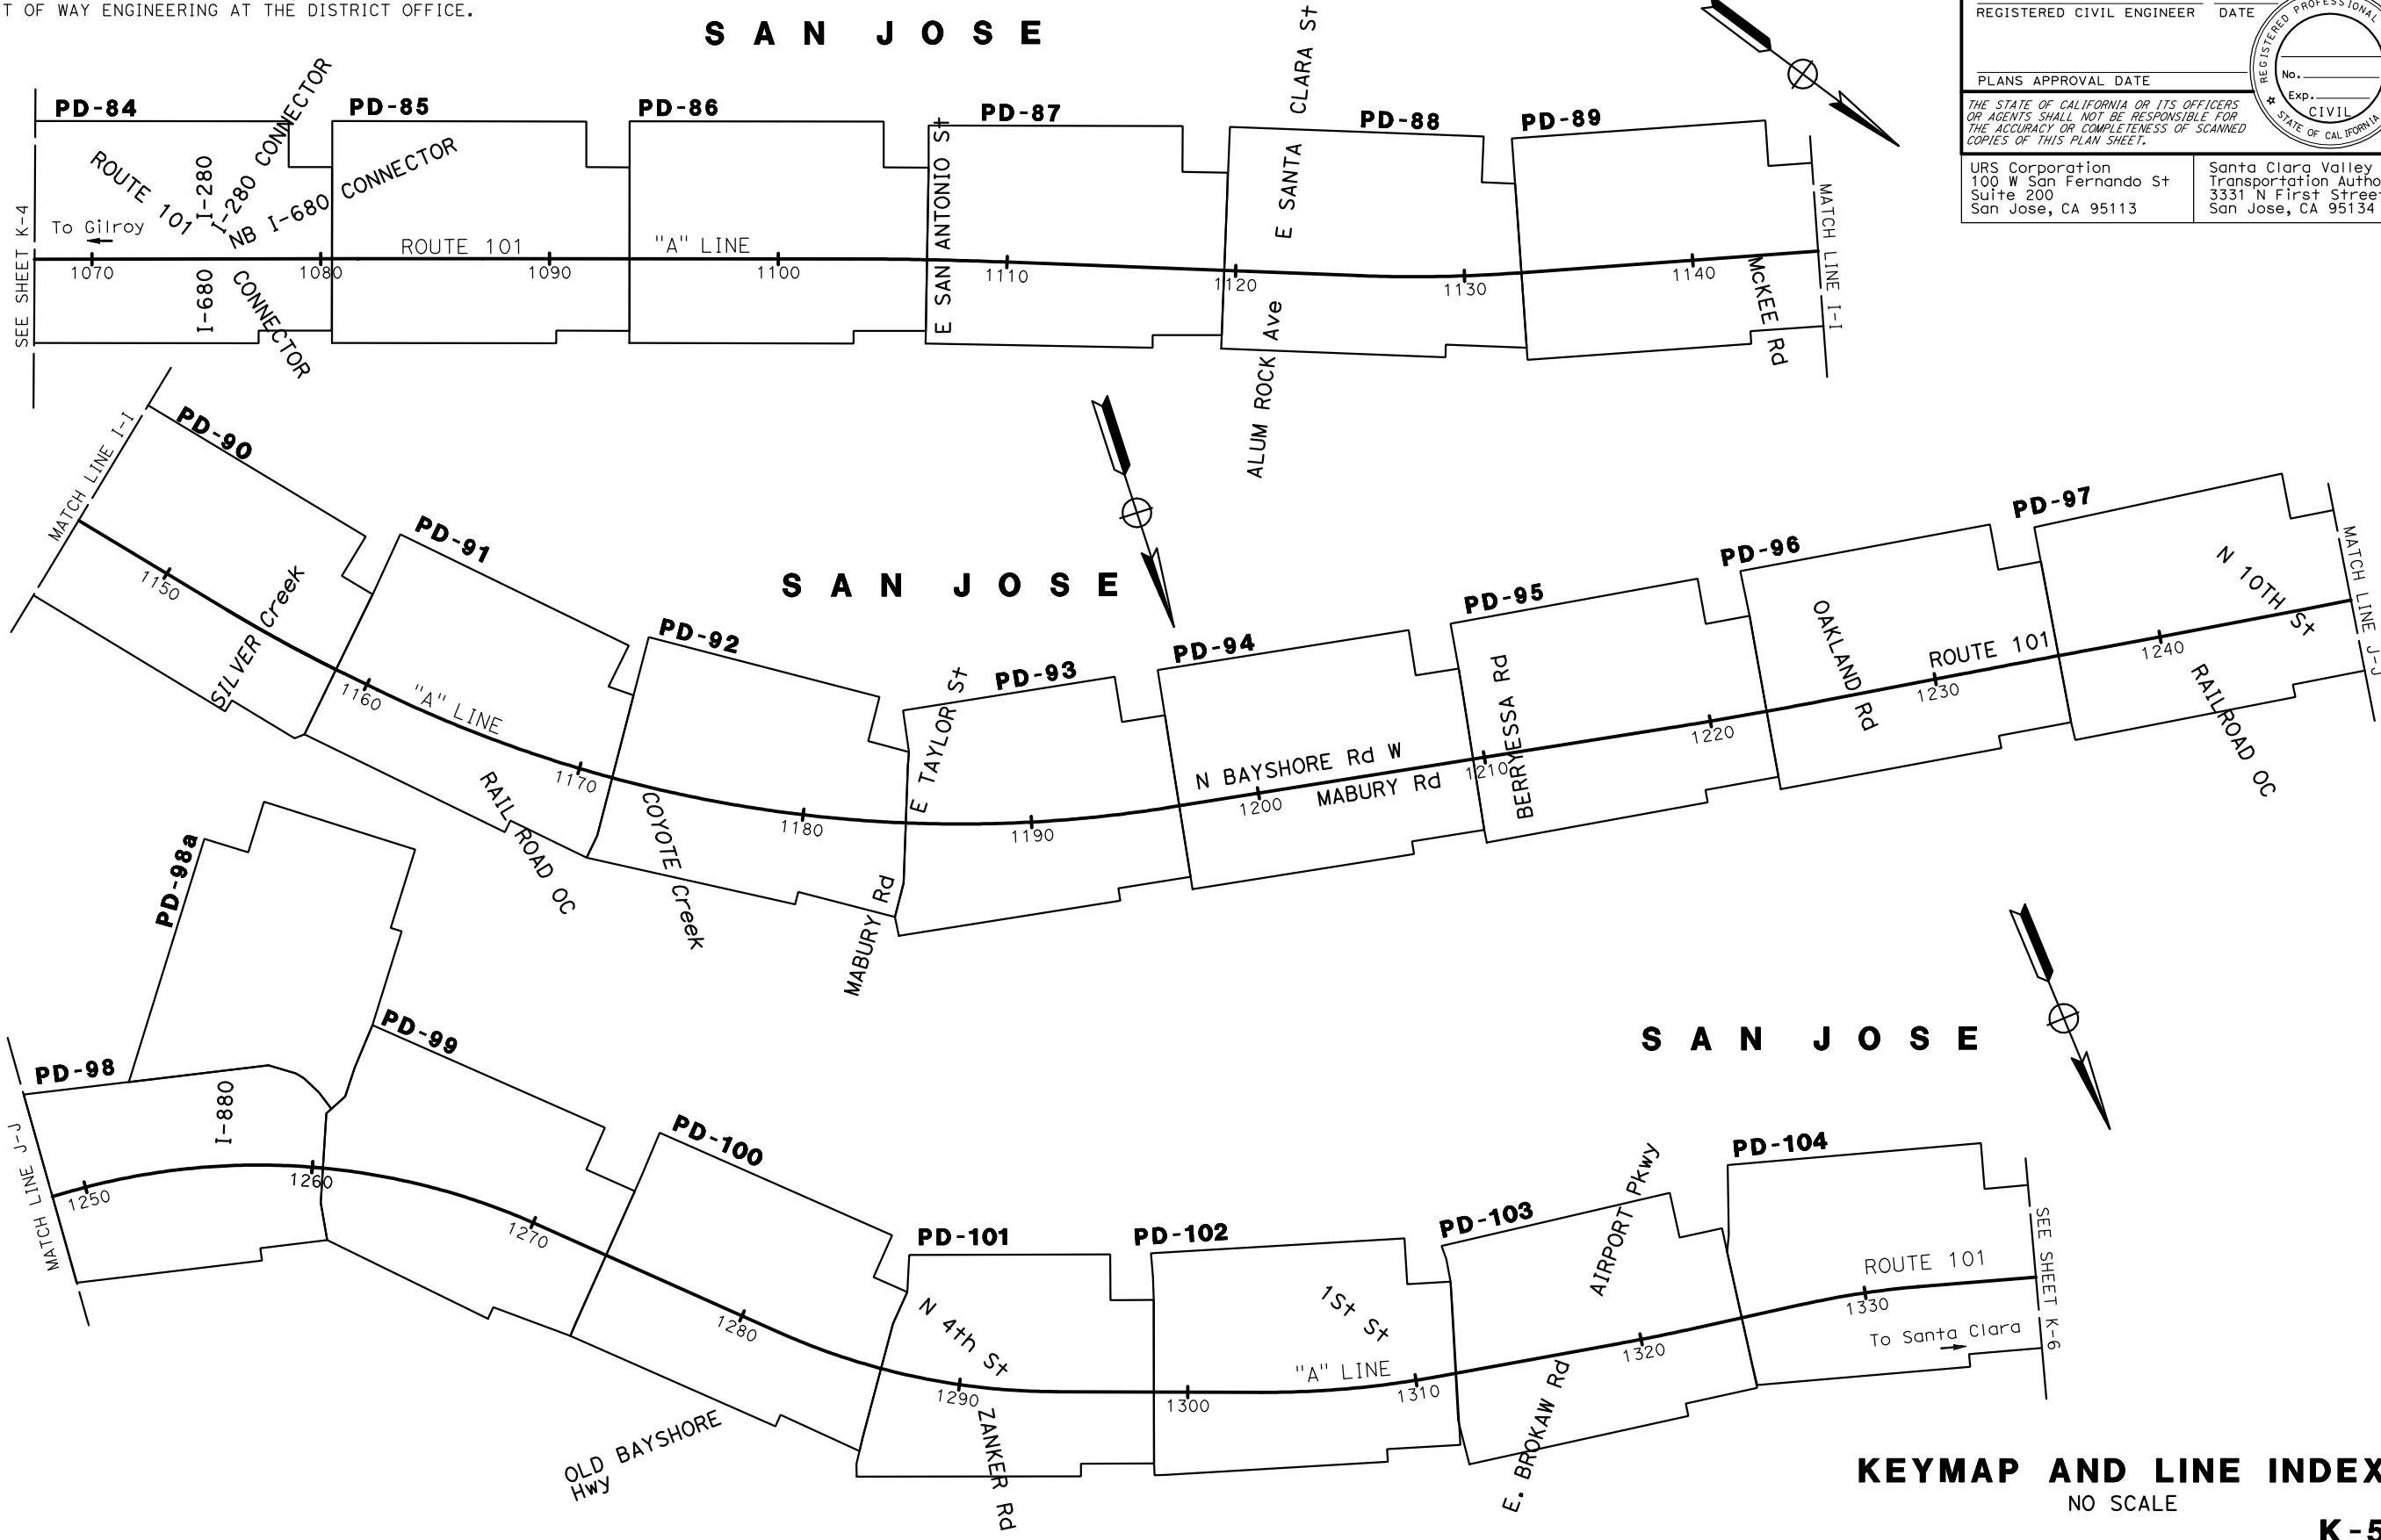 T OF WAY ENGINEERING AT THE DISTRICT OFFICE.
REGISTERED CIVIL ENGINEER DATE
PLANS APPROVAL DATE
THE STATE OF CALIFORNIA OR ITS OFFICERS
OR AGENTS SHALL NOT BE RESPONSIBLE FOR
THE ACCURACY OR COMPLETENESS OF SCANNED
COPIES OF THIS PLAN SHEET.
REGISTERED PROFESSIONAL
No.
Exp.
CIVIL
STATE OF CALIFORNIA
URS Corporation
100 W San Fernando St
Suite 200
San Jose, CA 95113
Santa Clara Valley
Transportation Autho
3331 N First Street
San Jose, CA 95134
SAN JOSE
PD-84
PD-85
PD-86
PD-87
PD-88
PD-89
SEE SHEET K-4
ROUTE 101
I-280
I-280 CONNECTOR
NB I-680 CONNECTOR
To Gilroy
ROUTE 101
"A" LINE
E SAN ANTONIO St
E SANTA CLARA St
MATCH LINE I-I
1070
1080
1090
1100
1110
1120
1130
1140
I-680
CONNECTOR
ALUM ROCK Ave
McKEE Rd
MATCH LINE I-I
PD-90
PD-91
PD-92
PD-93
PD-94
PD-95
PD-96
PD-97
SAN JOSE
1150
SILVER Creek
1160
"A" LINE
1170
RAIL ROAD OC
COYOTE Creek
1180
E TAYLOR St
MABURY Rd
1190
N BAYSHORE Rd W
1200
MABURY Rd
1210
BERRYESSA Rd
1220
OAKLAND Rd
ROUTE 101
1230
1240
N 10TH St
RAILROAD OC
MATCH LINE J-J
PD-98a
PD-98
PD-99
PD-100
PD-101
PD-102
PD-103
PD-104
SAN JOSE
MATCH LINE J-J
I-880
1250
1260
1270
1280
OLD BAYSHORE
Hwy
N 4th St
1290
ZANKER Rd
1300
1St St
"A" LINE
1310
AIRPORT Pkwy
E. BROKAW Rd
1320
ROUTE 101
1330
To Santa Clara
SEE SHEET K-6
KEYMAP AND LINE INDEX
NO SCALE
K-5